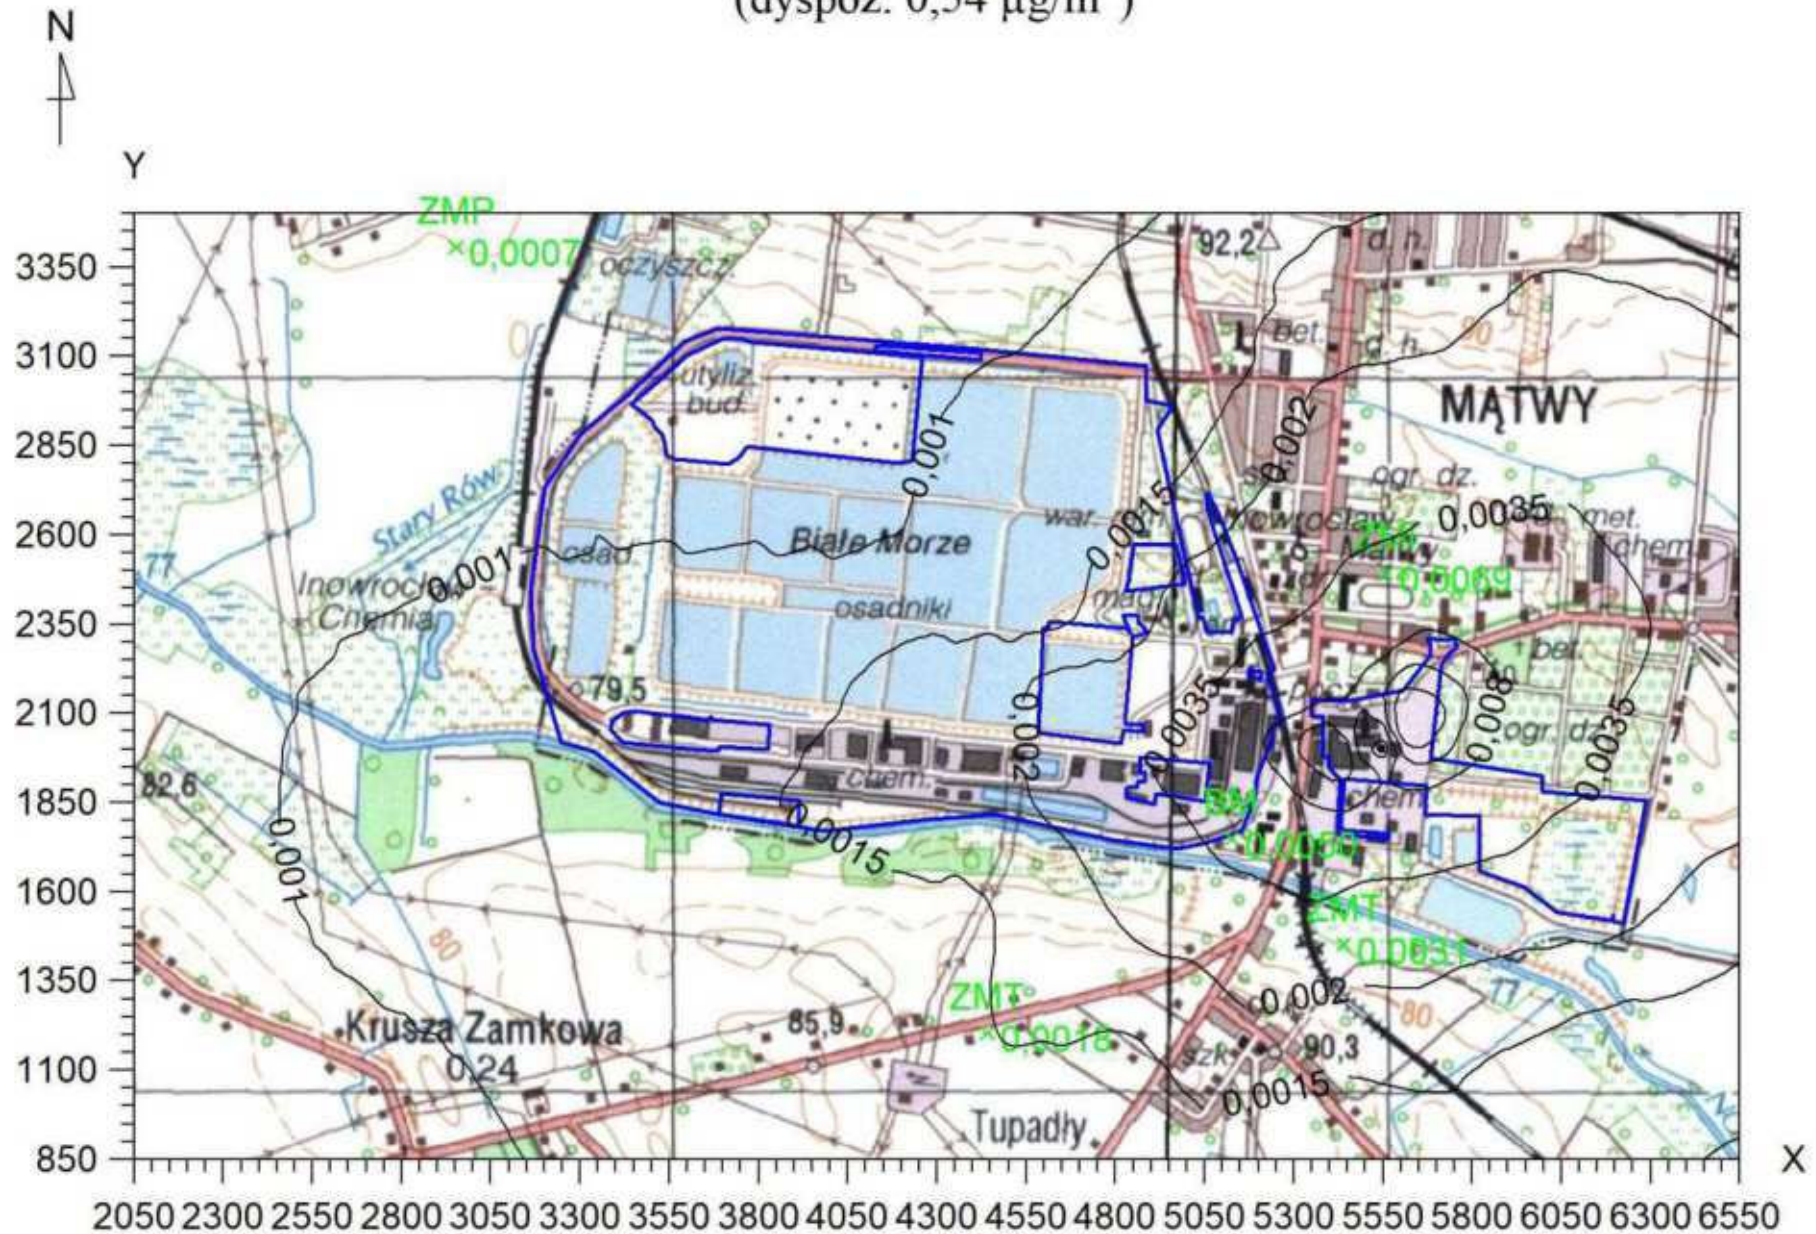 (dyspoz. 0,54 µg/m³)
N
Y
ZMP
×0,0007
oczyszcz.
92,2
d. h.
3350
bet.
d. h.
80
3100
utyliz.
bud.
MĄTWY
0,001
0,002
2850
ogr. dz.
Stary Rów
0,0015
0,0035
met.
2600
war.
Inowrocław
Mątwy
chem.
Białe Morze
osad.
77
0,001
×0,0069
Inowrocław
Chemia
osadniki
mag.
2350
bet.
79,5
0,008
2100
0,002
0,0035
ogr. dz.
0,0035
chem.
82,6
1850
chem.
0,001
0,0015
1600
ZMT
×0,0031
80
1350
ZMT
0,002
77
80
Krusza Zamkowa
85,9
×0,0018
0,24
szk.
90,3
1100
0,0015
Tupadły
850
X
2050 2300 2550 2800 3050 3300 3550 3800 4050 4300 4550 4800 5050 5300 5550 5800 6050 6300 6550